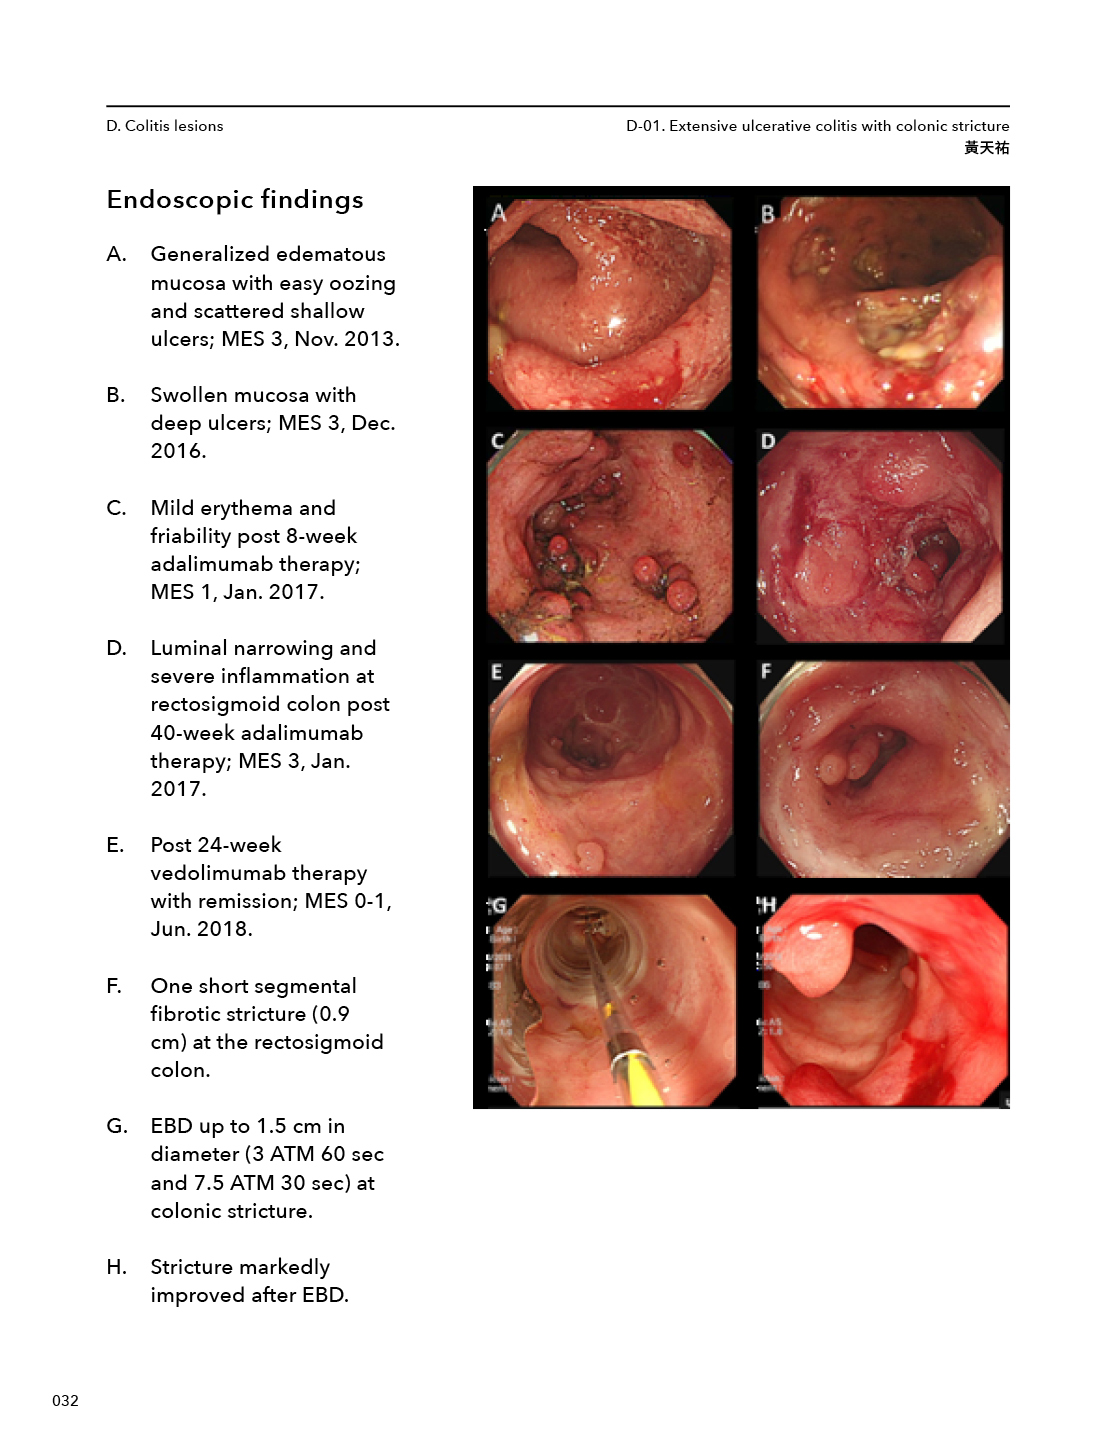 D. Colitis lesions
D-01. Extensive ulcerative colitis with colonic stricture
黃天祐
Endoscopic findings
A. Generalized edematous
mucosa with easy oozing
and scattered shallow
ulcers; MES 3, Nov. 2013.
B. Swollen mucosa with
deep ulcers; MES 3, Dec.
2016.
C. Mild erythema and
friability post 8-week
adalimumab therapy;
MES 1, Jan. 2017.
D. Luminal narrowing and
severe inflammation at
rectosigmoid colon post
40-week adalimumab
therapy; MES 3, Jan.
2017.
E. Post 24-week
vedolimumab therapy
with remission; MES 0-1,
Jun. 2018.
F. One short segmental
fibrotic stricture (0.9
cm) at the rectosigmoid
colon.
G. EBD up to 1.5 cm in
diameter (3 ATM 60 sec
and 7.5 ATM 30 sec) at
colonic stricture.
H. Stricture markedly
improved after EBD.
A
B
C
D
E
F
G
H
032